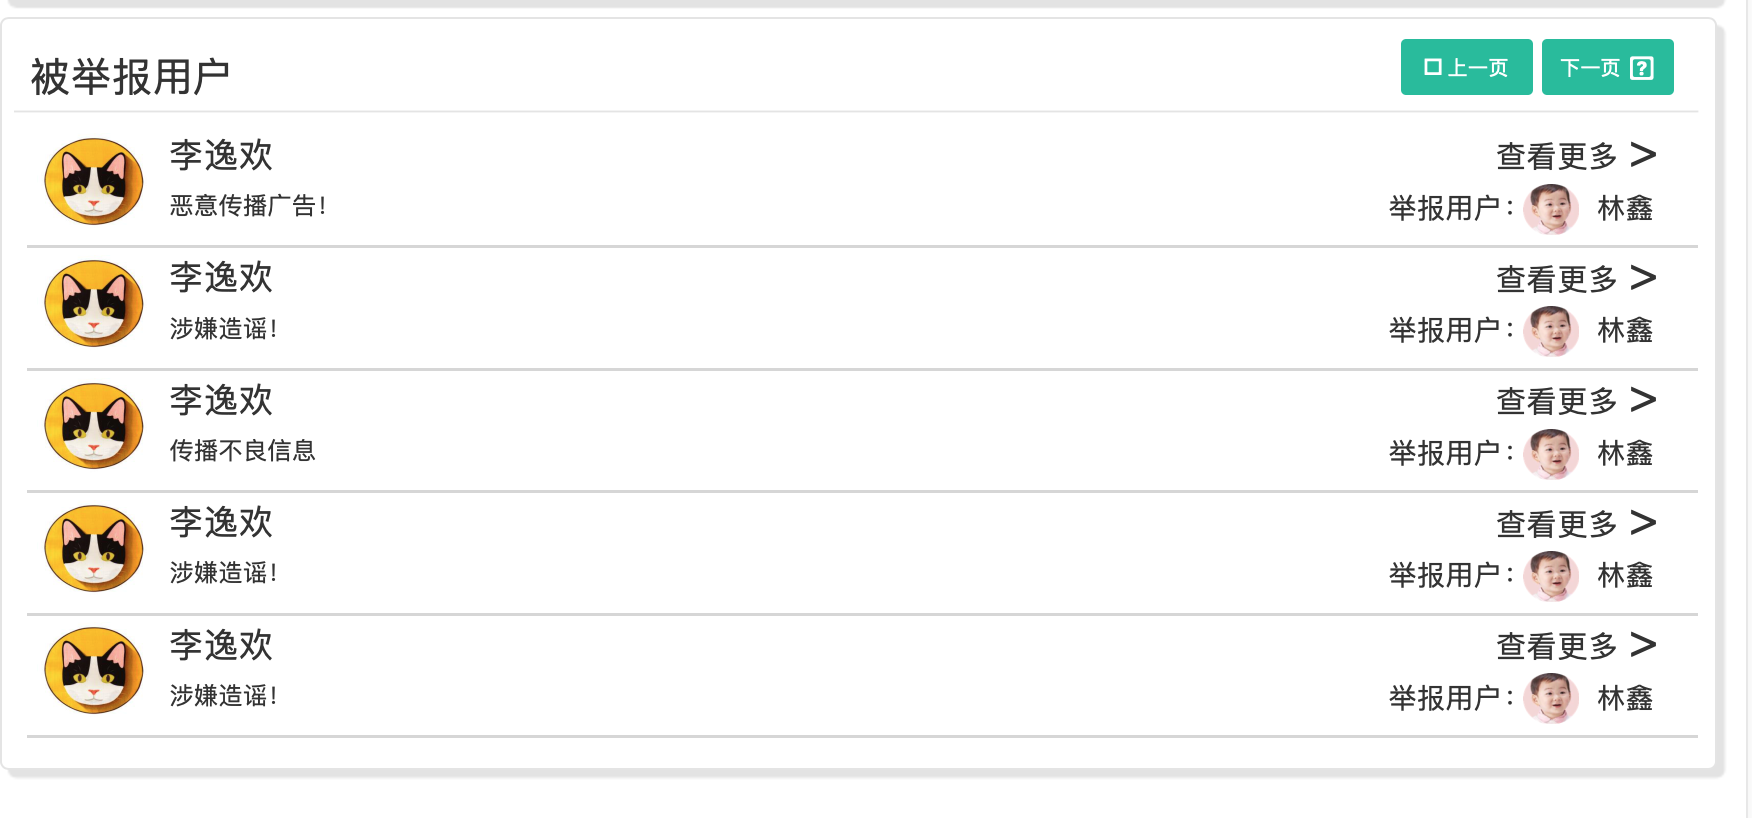 被举报用户
上一页 下一页
李逸欢 查看更多 >
恶意传播广告！ 举报用户： 林鑫
李逸欢 查看更多 >
涉嫌造谣！ 举报用户： 林鑫
李逸欢 查看更多 >
传播不良信息 举报用户： 林鑫
李逸欢 查看更多 >
涉嫌造谣！ 举报用户： 林鑫
李逸欢 查看更多 >
涉嫌造谣！ 举报用户： 林鑫